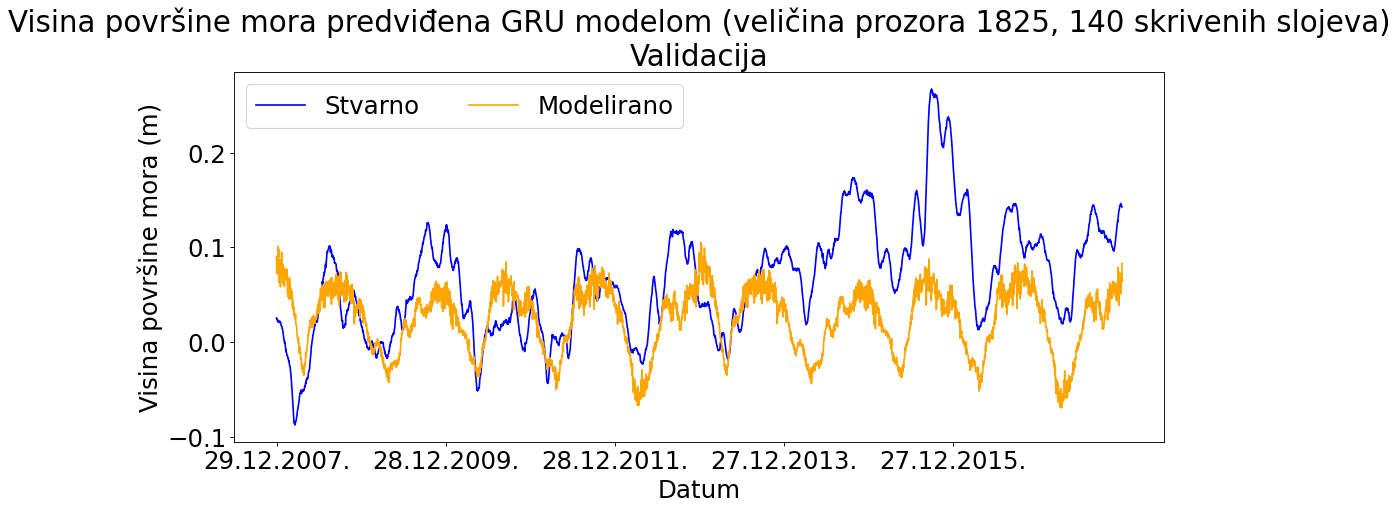 Visina površine mora predviđena GRU modelom (veličina prozora 1825, 140 skrivenih slojeva)
Validacija
Stvarno
Modelirano
Visina površine mora (m)
0.2
0.1
0.0
−0.1
29.12.2007.
28.12.2009.
28.12.2011.
27.12.2013.
27.12.2015.
Datum